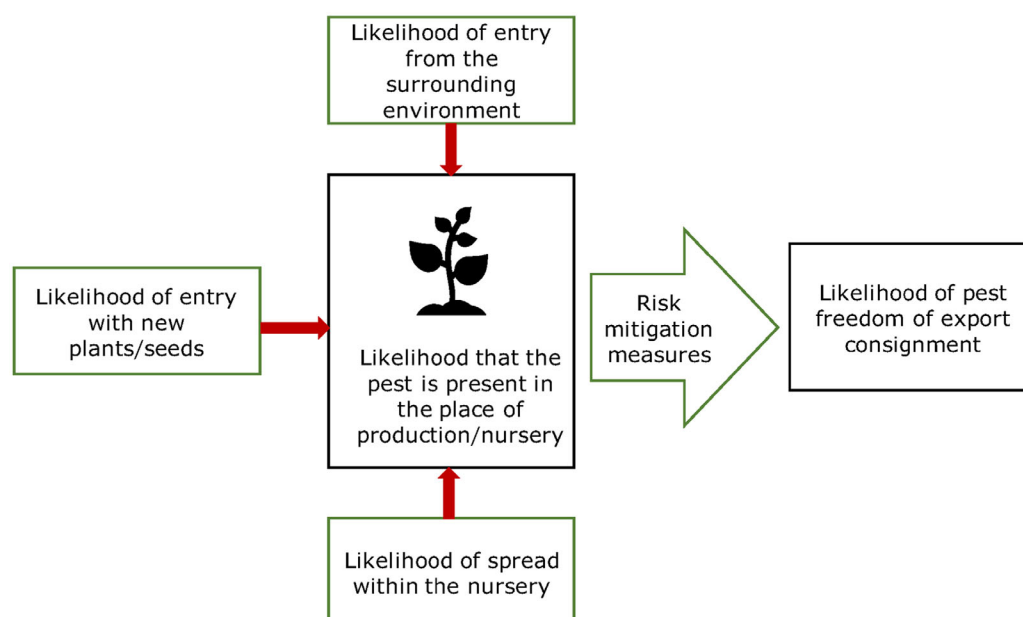 Likelihood of entry
from the
surrounding
environment
Likelihood of entry
with new
plants/seeds
Likelihood that the
pest is present in
the place of
production/nursery
Risk
mitigation
measures
Likelihood of pest
freedom of export
consignment
Likelihood of spread
within the nursery